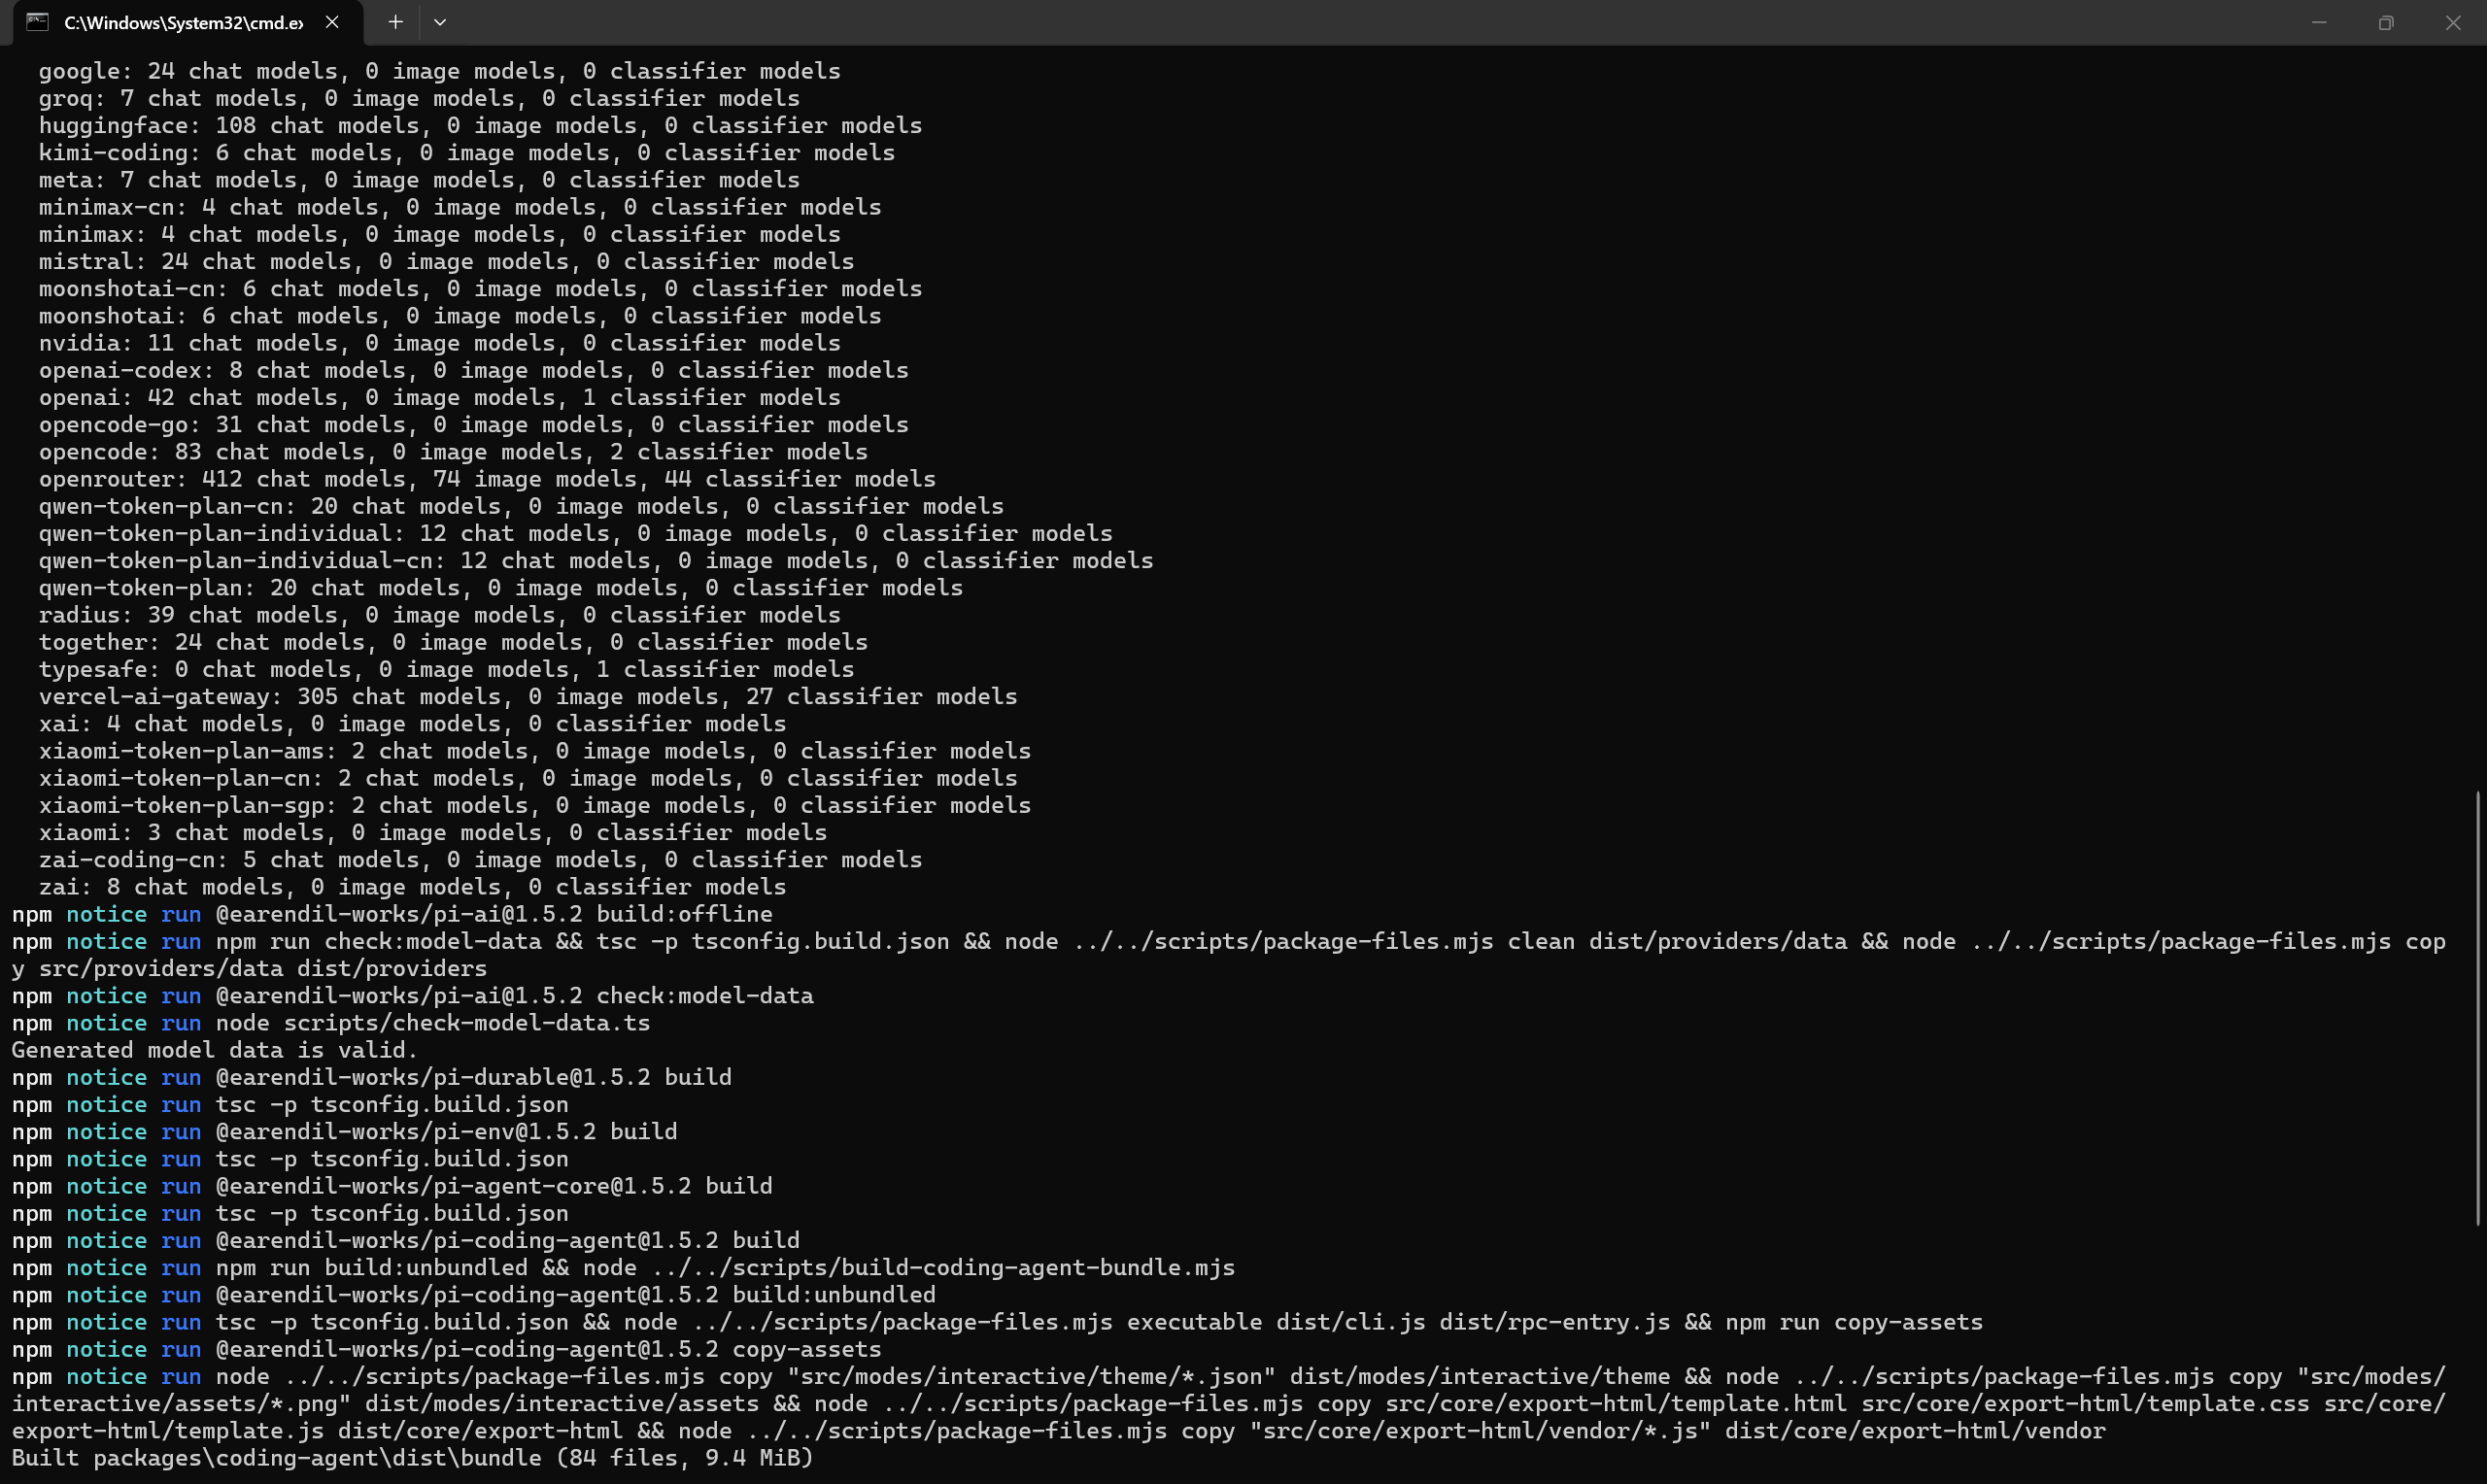 C:\Windows\System32\cmd.ex
google: 24 chat models, 0 image models, 0 classifier models
groq: 7 chat models, 0 image models, 0 classifier models
huggingface: 108 chat models, 0 image models, 0 classifier models
kimi-coding: 6 chat models, 0 image models, 0 classifier models
meta: 7 chat models, 0 image models, 0 classifier models
minimax-cn: 4 chat models, 0 image models, 0 classifier models
minimax: 4 chat models, 0 image models, 0 classifier models
mistral: 24 chat models, 0 image models, 0 classifier models
moonshotai-cn: 6 chat models, 0 image models, 0 classifier models
moonshotai: 6 chat models, 0 image models, 0 classifier models
nvidia: 11 chat models, 0 image models, 0 classifier models
openai-codex: 8 chat models, 0 image models, 0 classifier models
openai: 42 chat models, 0 image models, 1 classifier models
opencode-go: 31 chat models, 0 image models, 0 classifier models
opencode: 83 chat models, 0 image models, 2 classifier models
openrouter: 412 chat models, 74 image models, 44 classifier models
qwen-token-plan-cn: 20 chat models, 0 image models, 0 classifier models
qwen-token-plan-individual: 12 chat models, 0 image models, 0 classifier models
qwen-token-plan-individual-cn: 12 chat models, 0 image models, 0 classifier models
qwen-token-plan: 20 chat models, 0 image models, 0 classifier models
radius: 39 chat models, 0 image models, 0 classifier models
together: 24 chat models, 0 image models, 0 classifier models
typesafe: 0 chat models, 0 image models, 1 classifier models
vercel-ai-gateway: 305 chat models, 0 image models, 27 classifier models
xai: 4 chat models, 0 image models, 0 classifier models
xiaomi-token-plan-ams: 2 chat models, 0 image models, 0 classifier models
xiaomi-token-plan-cn: 2 chat models, 0 image models, 0 classifier models
xiaomi-token-plan-sgp: 2 chat models, 0 image models, 0 classifier models
xiaomi: 3 chat models, 0 image models, 0 classifier models
zai-coding-cn: 5 chat models, 0 image models, 0 classifier models
zai: 8 chat models, 0 image models, 0 classifier models
npm notice run @earendil-works/pi-ai@1.5.2 build:offline
npm notice run npm run check:model-data && tsc -p tsconfig.build.json && node ../../scripts/package-files.mjs clean dist/providers/data && node ../../scripts/package-files.mjs cop
y src/providers/data dist/providers
npm notice run @earendil-works/pi-ai@1.5.2 check:model-data
npm notice run node scripts/check-model-data.ts
Generated model data is valid.
npm notice run @earendil-works/pi-durable@1.5.2 build
npm notice run tsc -p tsconfig.build.json
npm notice run @earendil-works/pi-env@1.5.2 build
npm notice run tsc -p tsconfig.build.json
npm notice run @earendil-works/pi-agent-core@1.5.2 build
npm notice run tsc -p tsconfig.build.json
npm notice run @earendil-works/pi-coding-agent@1.5.2 build
npm notice run npm run build:unbundled && node ../../scripts/build-coding-agent-bundle.mjs
npm notice run @earendil-works/pi-coding-agent@1.5.2 build:unbundled
npm notice run tsc -p tsconfig.build.json && node ../../scripts/package-files.mjs executable dist/cli.js dist/rpc-entry.js && npm run copy-assets
npm notice run @earendil-works/pi-coding-agent@1.5.2 copy-assets
npm notice run node ../../scripts/package-files.mjs copy "src/modes/interactive/theme/*.json" dist/modes/interactive/theme && node ../../scripts/package-files.mjs copy "src/modes/
interactive/assets/*.png" dist/modes/interactive/assets && node ../../scripts/package-files.mjs copy src/core/export-html/template.html src/core/export-html/template.css src/core/
export-html/template.js dist/core/export-html && node ../../scripts/package-files.mjs copy "src/core/export-html/vendor/*.js" dist/core/export-html/vendor
Built packages\coding-agent\dist\bundle (84 files, 9.4 MiB)